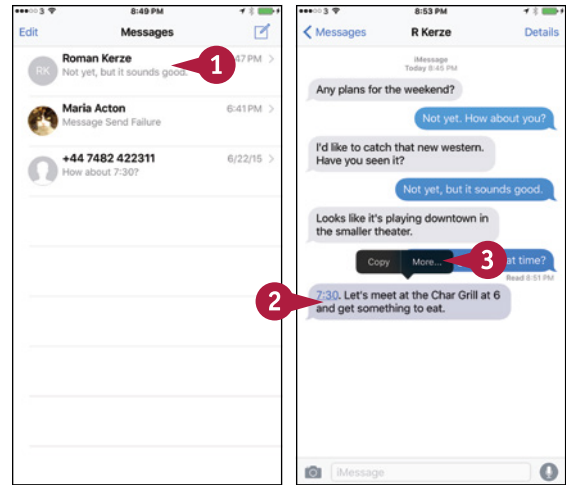 3 8:49 PM
Edit Messages
RK Roman Kerze 47 PM
Not yet, but it sounds good.
1
Maria Acton 6:41 PM
Message Send Failure
+44 7482 422311 6/22/15
How about 7:30?
3 8:53 PM
Messages R Kerze Details
iMessage
Today 8:45 PM
Any plans for the weekend?
Not yet. How about you?
I'd like to catch that new western.
Have you seen it?
Not yet, but it sounds good.
Looks like it's playing downtown in
the smaller theater.
Copy More... 3 at time?
Read 8:51 PM
2 7:30. Let's meet at the Char Grill at 6
and get something to eat.
iMessage